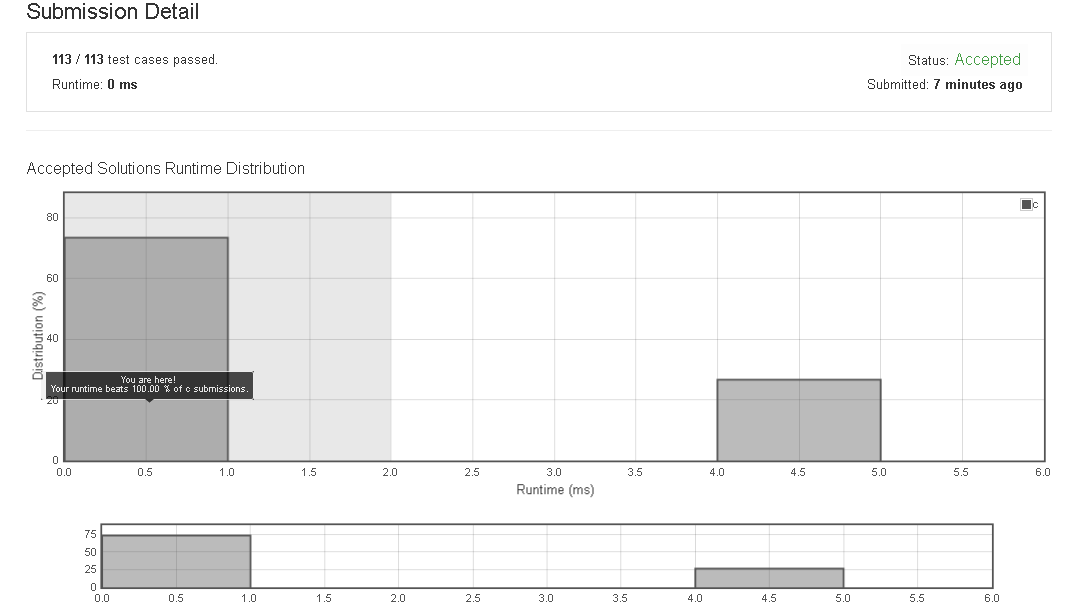 Submission Detail
113 / 113 test cases passed.
Status: Accepted
Runtime: 0 ms
Submitted: 7 minutes ago
Accepted Solutions Runtime Distribution
c
80
60
40
20
0
Distribution (%)
You are here!
Your runtime beats 100.00 % of c submissions.
0.0 0.5 1.0 1.5 2.0 2.5 3.0 3.5 4.0 4.5 5.0 5.5 6.0
Runtime (ms)
75
50
25
0
0.0 0.5 1.0 1.5 2.0 2.5 3.0 3.5 4.0 4.5 5.0 5.5 6.0